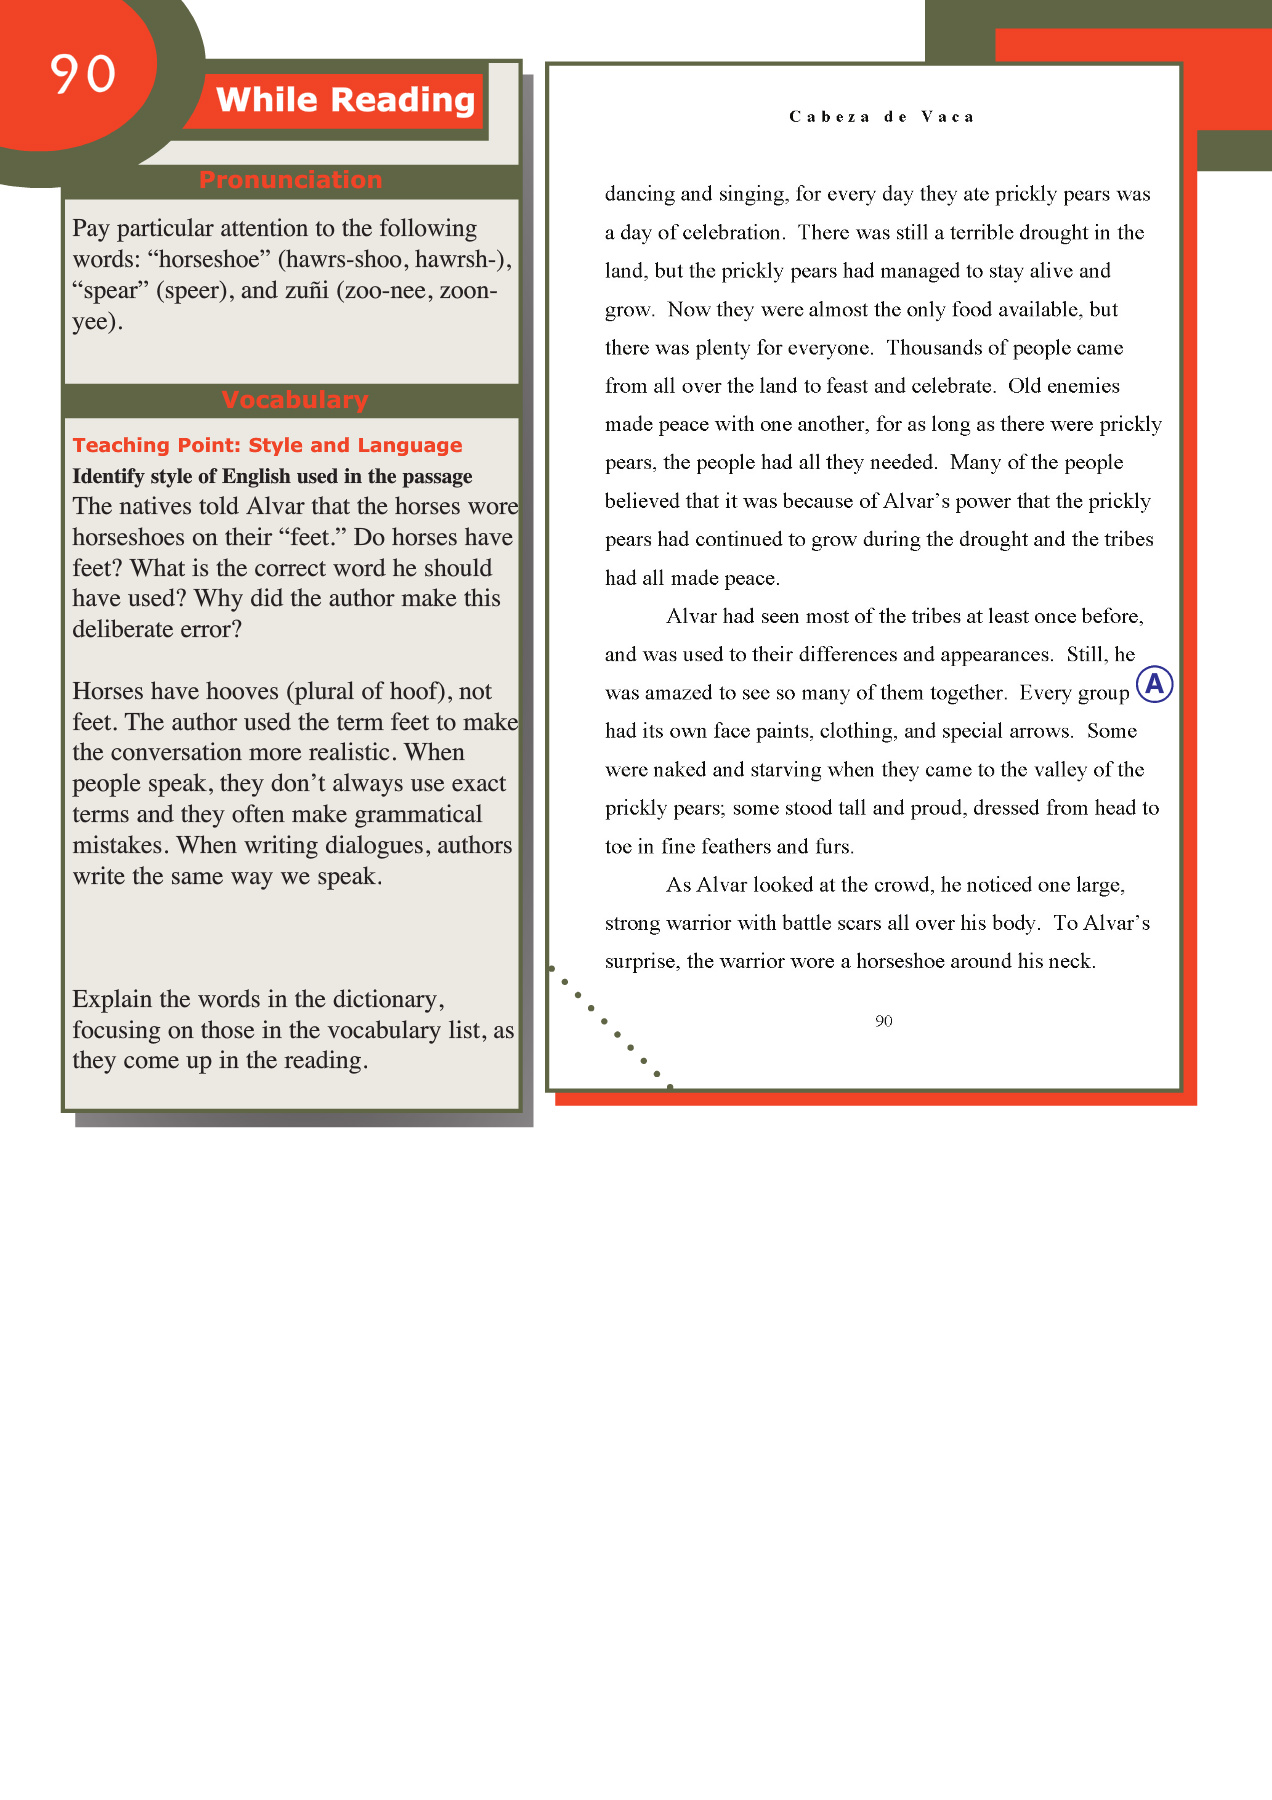 90
While Reading
Pronunciation
Pay particular attention to the following
words: “horseshoe” (hawrs-shoo, hawrsh-),
“spear” (speer), and zuñi (zoo-nee, zoon-
yee).
Vocabulary
Teaching Point: Style and Language
Identify style of English used in the passage
The natives told Alvar that the horses wore
horseshoes on their “feet.” Do horses have
feet? What is the correct word he should
have used? Why did the author make this
deliberate error?
Horses have hooves (plural of hoof), not
feet. The author used the term feet to make
the conversation more realistic. When
people speak, they don’t always use exact
terms and they often make grammatical
mistakes. When writing dialogues, authors
write the same way we speak.
Explain the words in the dictionary,
focusing on those in the vocabulary list, as
they come up in the reading.
Cabeza de Vaca
dancing and singing, for every day they ate prickly pears was
a day of celebration. There was still a terrible drought in the
land, but the prickly pears had managed to stay alive and
grow. Now they were almost the only food available, but
there was plenty for everyone. Thousands of people came
from all over the land to feast and celebrate. Old enemies
made peace with one another, for as long as there were prickly
pears, the people had all they needed. Many of the people
believed that it was because of Alvar’s power that the prickly
pears had continued to grow during the drought and the tribes
had all made peace.
Alvar had seen most of the tribes at least once before,
and was used to their differences and appearances. Still, he
was amazed to see so many of them together. Every group
A
had its own face paints, clothing, and special arrows. Some
were naked and starving when they came to the valley of the
prickly pears; some stood tall and proud, dressed from head to
toe in fine feathers and furs.
As Alvar looked at the crowd, he noticed one large,
strong warrior with battle scars all over his body. To Alvar’s
surprise, the warrior wore a horseshoe around his neck.
90